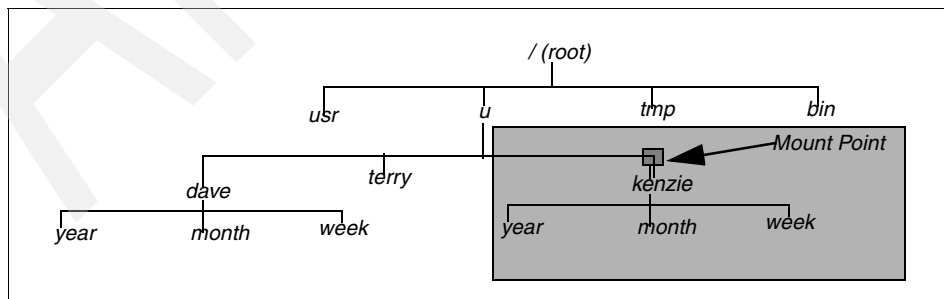 / (root)
usr u tmp bin
Mount Point
dave terry kenzie
year month week year month week